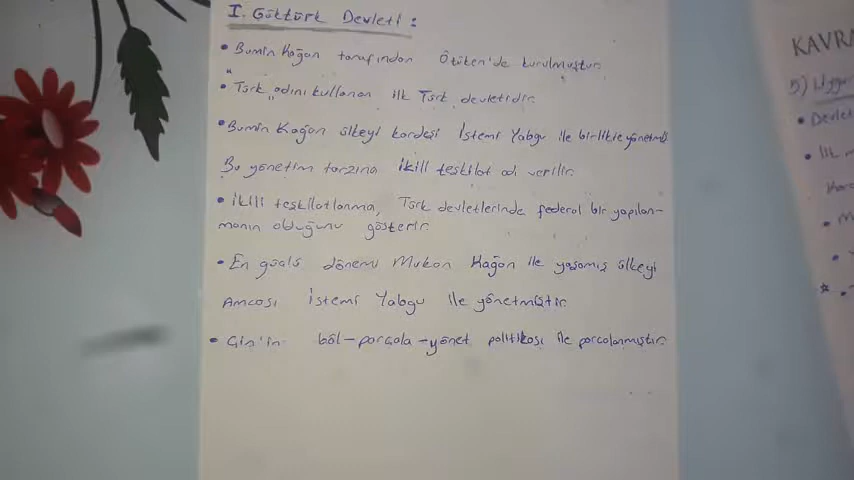 I. Göktürk Devleti :
• Bumin Kağan tarafından Ötüken'de kurulmuştur.
• "Türk" adını kullanan ilk Türk devletidir.
• Bumin Kağan ülkeyi kardeşi İstemi Yabgu ile birlikte yönetmiş
Bu yönetim tarzına ikili teşkilat adı verilir.
• İkili teşkilatlanma, Türk devletlerinde federal bir yapılan-
manın olduğunu gösterir.
• En güçlü dönemi Mukan Kağan ile yaşamış ülkeyi
Amcası İstemi Yabgu ile yönetmiştir.
• Çin'in böl-parçala-yönet politikası ile parçalanmıştır.
KAVRA
5) Uygu
• Devlet
• İlk